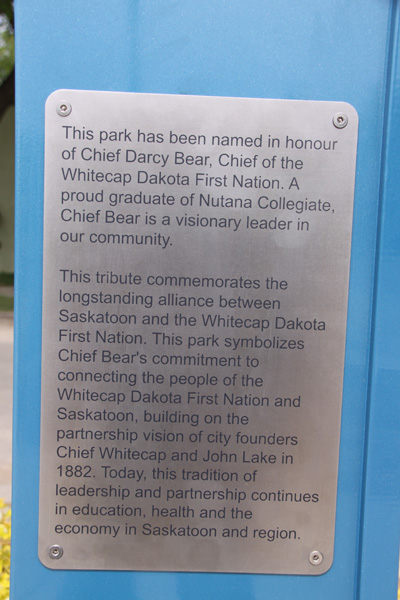 This park has been named in honour
of Chief Darcy Bear, Chief of the
Whitecap Dakota First Nation. A
proud graduate of Nutana Collegiate,
Chief Bear is a visionary leader in
our community.
This tribute commemorates the
longstanding alliance between
Saskatoon and the Whitecap Dakota
First Nation. This park symbolizes
Chief Bear's commitment to
connecting the people of the
Whitecap Dakota First Nation and
Saskatoon, building on the
partnership vision of city founders
Chief Whitecap and John Lake in
1882. Today, this tradition of
leadership and partnership continues
in education, health and the
economy in Saskatoon and region.